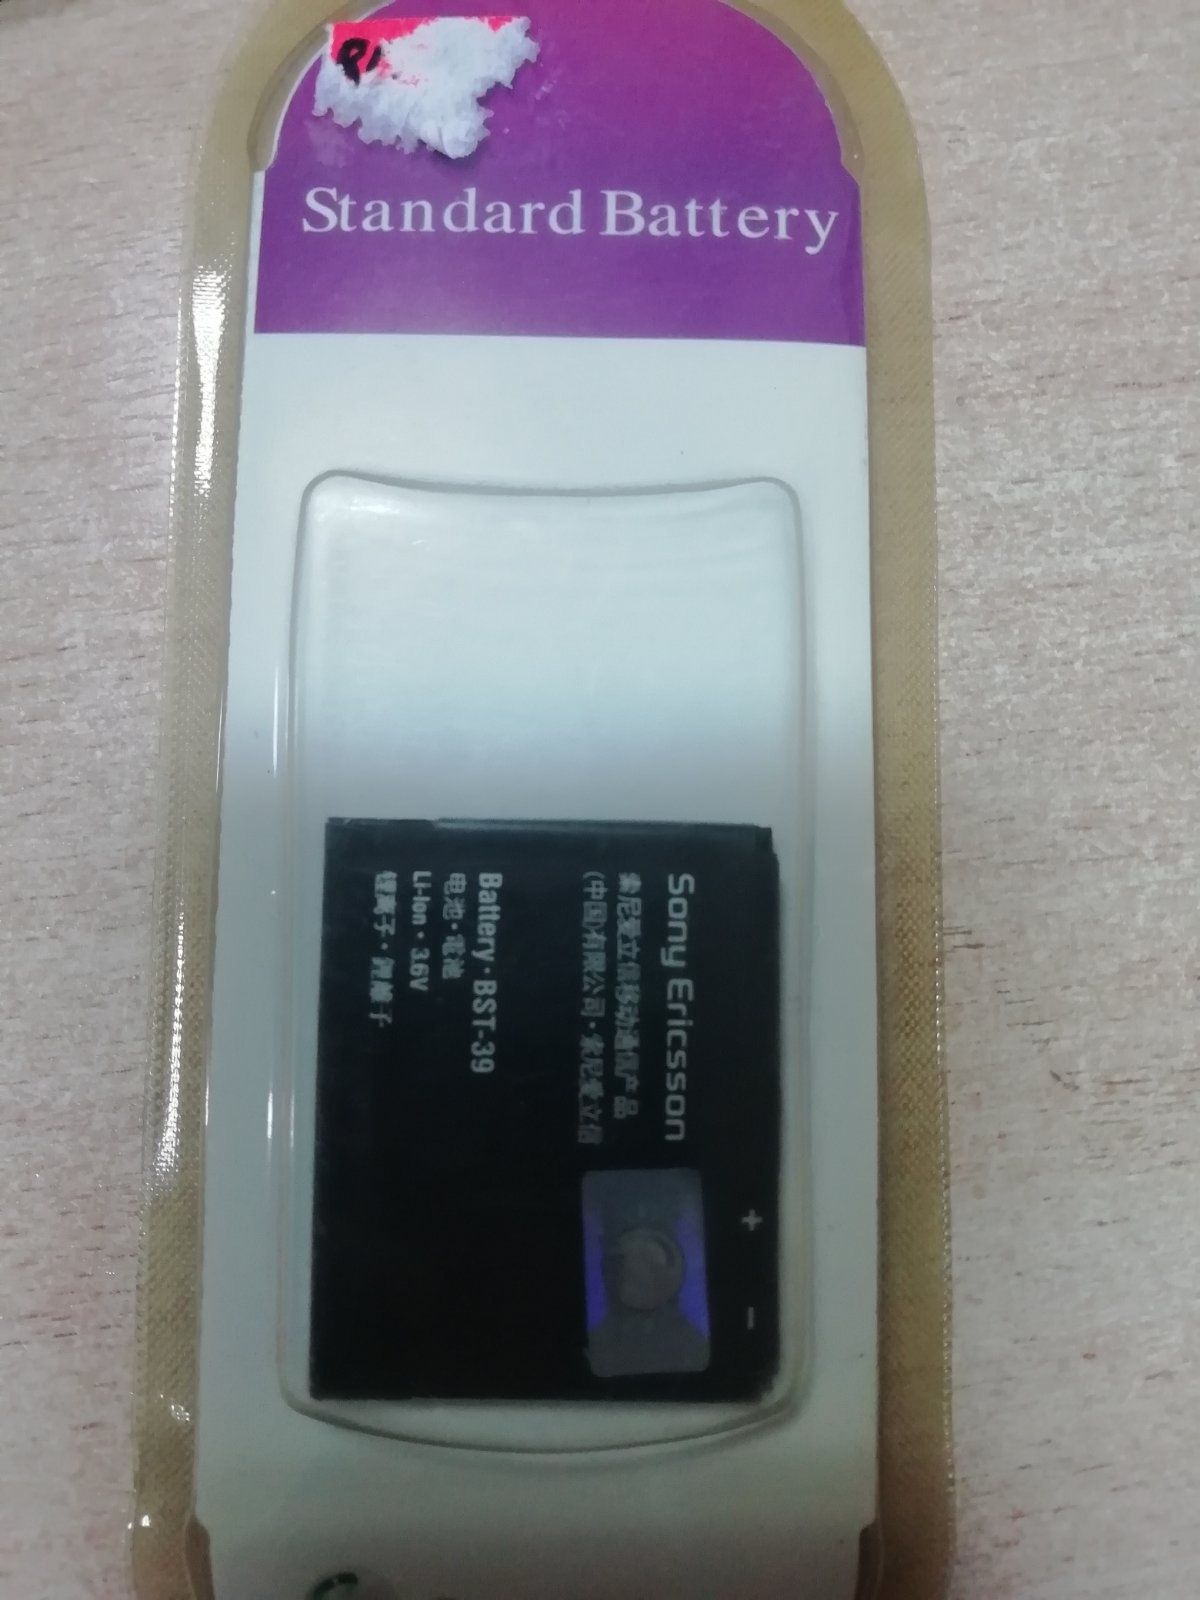 Standard Battery
Sony Ericsson
索尼爱立信移动通信产品
(中国)有限公司·索尼爱立信
Battery·BST-39
电池·電池
Li-Ion·3.6V
锂离子·鋰離子
+ -